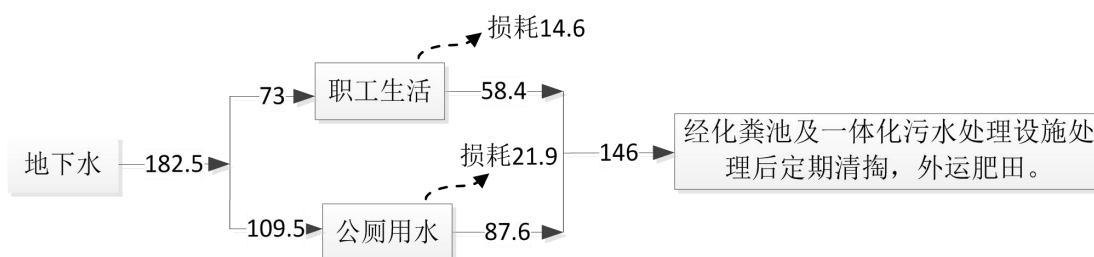 损耗14.6
73
职工生活
58.4
地下水
182.5
损耗21.9
146
经化粪池及一体化污水处理设施处
理后定期清掏，外运肥田。
109.5
公厕用水
87.6